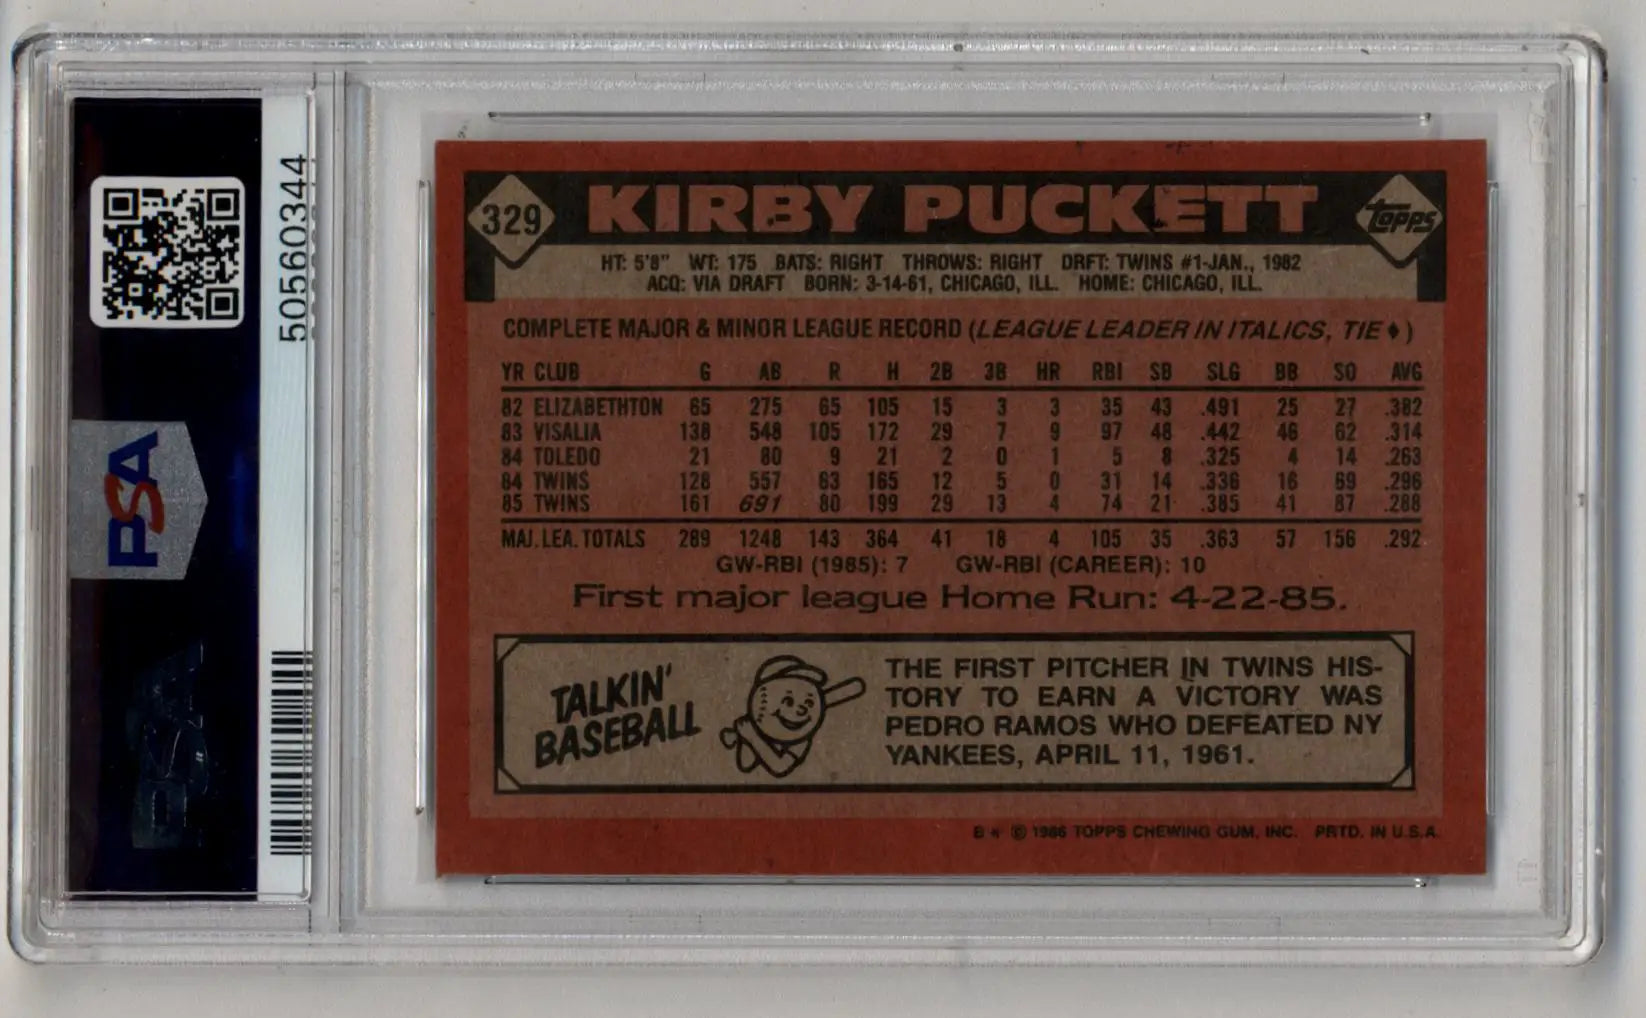 50560344
PSA
329 KIRBY PUCKETT topps
HT: 5'8" WT: 175 BATS: RIGHT THROWS: RIGHT DRFT: TWINS #1-JAN., 1982
ACQ: VIA DRAFT BORN: 3-14-61, CHICAGO, ILL. HOME: CHICAGO, ILL.
COMPLETE MAJOR & MINOR LEAGUE RECORD (LEAGUE LEADER IN ITALICS, TIE ♦)
YR CLUB G AB R H 2B 3B HR RBI SB SLG BB SO AVG
82 ELIZABETHTON 65 275 65 105 15 3 3 35 43 .491 25 27 .382
83 VISALIA 138 548 105 172 29 7 9 97 48 .442 46 62 .314
84 TOLEDO 21 80 9 21 2 0 1 5 8 .325 4 14 .263
84 TWINS 128 557 63 165 12 5 0 31 14 .336 16 69 .296
85 TWINS 161 691 80 199 29 13 4 74 21 .385 41 87 .288
MAJ. LEA. TOTALS 289 1248 143 364 41 18 4 105 35 .363 57 156 .292
GW-RBI (1985): 7 GW-RBI (CAREER): 10
First major league Home Run: 4-22-85.
TALKIN'
BASEBALL
THE FIRST PITCHER IN TWINS HIS-
TORY TO EARN A VICTORY WAS
PEDRO RAMOS WHO DEFEATED NY
YANKEES, APRIL 11, 1961.
B* © 1986 TOPPS CHEWING GUM, INC. PRTD. IN U.S.A.